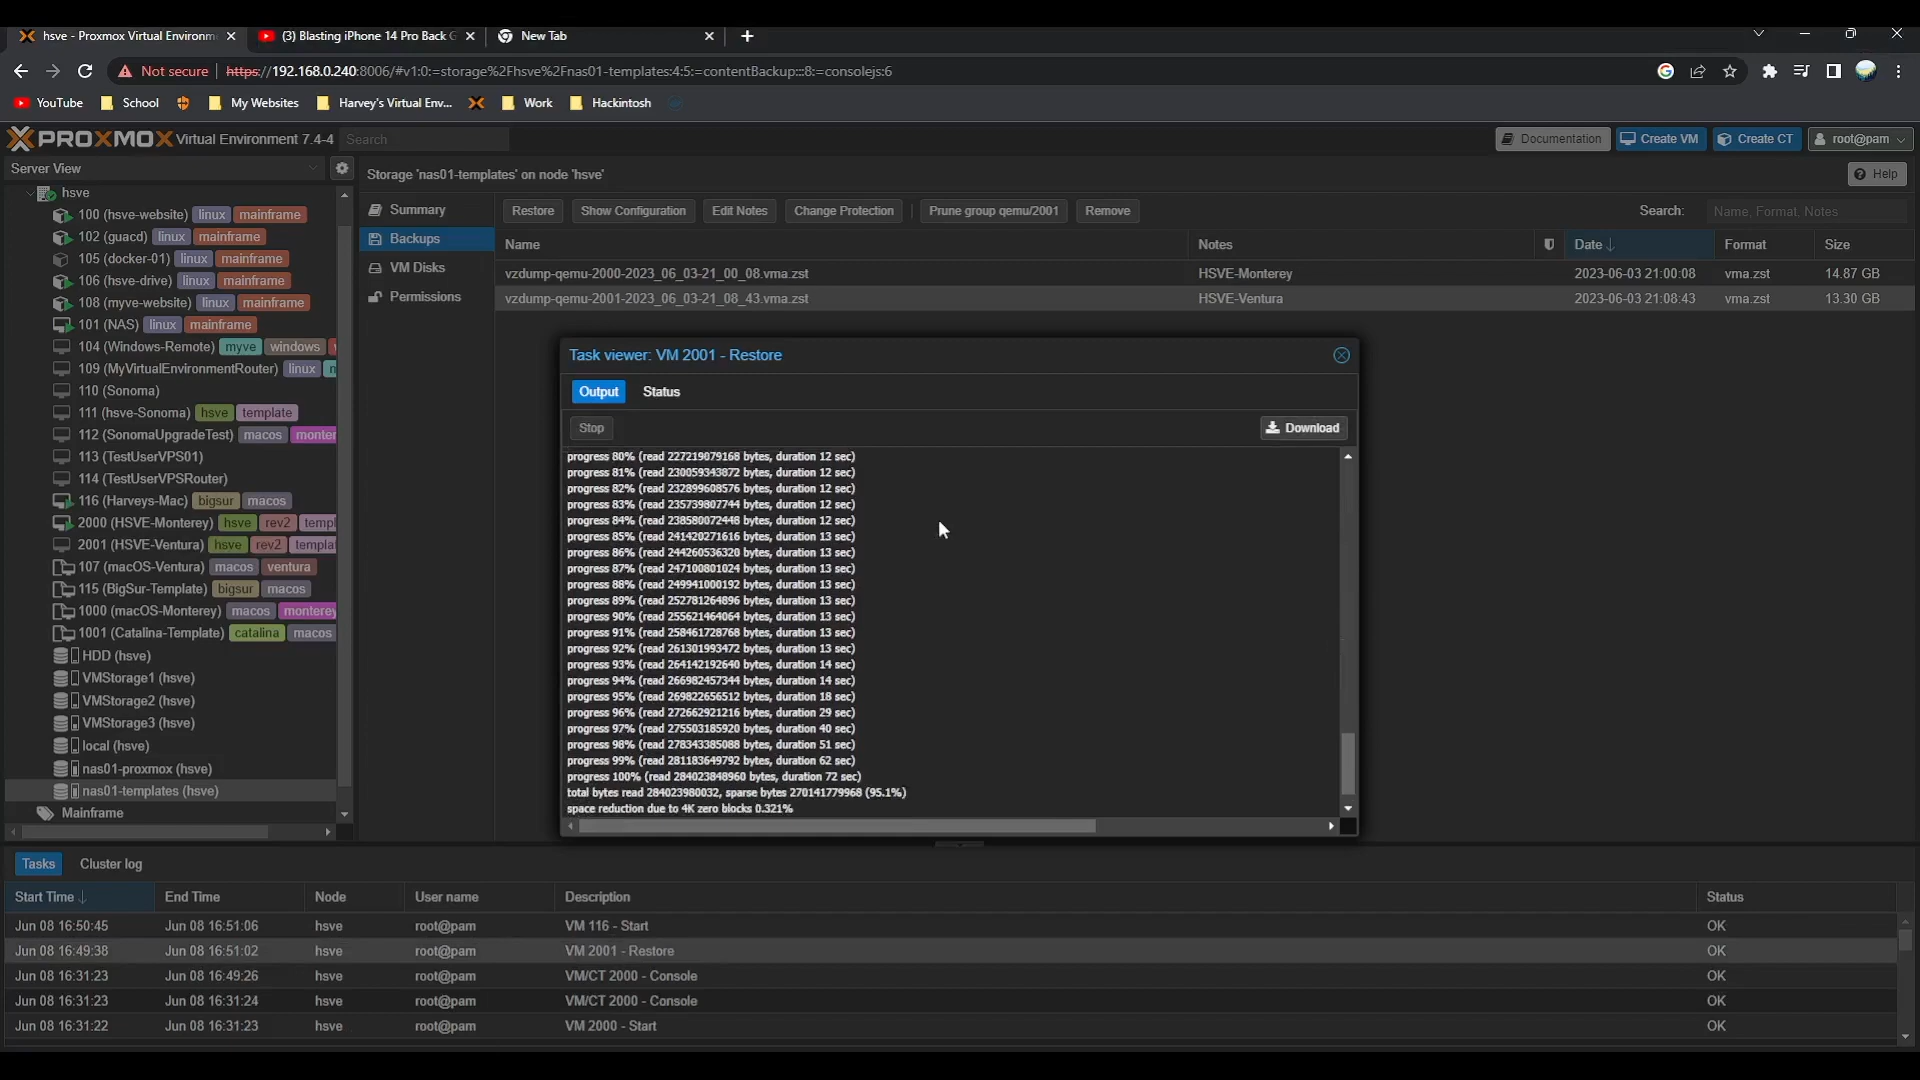 hsve - Proxmox Virtual Environm
(3) Blasting iPhone 14 Pro Back G
New Tab
Not secure https://192.168.0.240:8006/#v1:0:=storage%2Fhsve%2Fnas01-templates:4:5:=contentBackup:::8:=consolejs:6
YouTube School My Websites Harvey's Virtual Env... Work Hackintosh
PROXMOX Virtual Environment 7.4-4 Search Documentation Create VM Create CT root@pam
Server View
Storage 'nas01-templates' on node 'hsve' Help
hsve
100 (hsve-website) linux mainframe
102 (guacd) linux mainframe
105 (docker-01) linux mainframe
106 (hsve-drive) linux mainframe
108 (myve-website) linux mainframe
101 (NAS) linux mainframe
104 (Windows-Remote) myve windows
109 (MyVirtualEnvironmentRouter) linux
110 (Sonoma)
111 (hsve-Sonoma) hsve template
112 (SonomaUpgradeTest) macos monter
113 (TestUserVPS01)
114 (TestUserVPSRouter)
116 (Harveys-Mac) bigsur macos
2000 (HSVE-Monterey) hsve rev2 templ
2001 (HSVE-Ventura) hsve rev2 templa
107 (macOS-Ventura) macos ventura
115 (BigSur-Template) bigsur macos
1000 (macOS-Monterey) macos monterey
1001 (Catalina-Template) catalina macos
HDD (hsve)
VMStorage1 (hsve)
VMStorage2 (hsve)
VMStorage3 (hsve)
local (hsve)
nas01-proxmox (hsve)
nas01-templates (hsve)
Mainframe
Summary
Backups
VM Disks
Permissions
Restore Show Configuration Edit Notes Change Protection Prune group qemu/2001 Remove Search: Name, Format, Notes
Name Notes Date Format Size
vzdump-qemu-2000-2023_06_03-21_00_08.vma.zst HSVE-Monterey 2023-06-03 21:00:08 vma.zst 14.87 GB
vzdump-qemu-2001-2023_06_03-21_08_43.vma.zst HSVE-Ventura 2023-06-03 21:08:43 vma.zst 13.30 GB
Task viewer: VM 2001 - Restore
Output Status
Stop Download
progress 80% (read 227219079168 bytes, duration 12 sec)
progress 81% (read 230059343872 bytes, duration 12 sec)
progress 82% (read 232899608576 bytes, duration 12 sec)
progress 83% (read 235739807744 bytes, duration 12 sec)
progress 84% (read 238580072448 bytes, duration 12 sec)
progress 85% (read 241420271616 bytes, duration 13 sec)
progress 86% (read 244260536320 bytes, duration 13 sec)
progress 87% (read 247100801024 bytes, duration 13 sec)
progress 88% (read 249941000192 bytes, duration 13 sec)
progress 89% (read 252781264896 bytes, duration 13 sec)
progress 90% (read 255621464064 bytes, duration 13 sec)
progress 91% (read 258461728768 bytes, duration 13 sec)
progress 92% (read 261301993472 bytes, duration 13 sec)
progress 93% (read 264142192640 bytes, duration 14 sec)
progress 94% (read 266982457344 bytes, duration 14 sec)
progress 95% (read 269822656512 bytes, duration 18 sec)
progress 96% (read 272662921216 bytes, duration 29 sec)
progress 97% (read 275503185920 bytes, duration 40 sec)
progress 98% (read 278343385088 bytes, duration 51 sec)
progress 99% (read 281183649792 bytes, duration 62 sec)
progress 100% (read 284023848960 bytes, duration 72 sec)
total bytes read 284023980032, sparse bytes 270141779968 (95.1%)
space reduction due to 4K zero blocks 0.321%
Tasks Cluster log
Start Time End Time Node User name Description Status
Jun 08 16:50:45 Jun 08 16:51:06 hsve root@pam VM 116 - Start OK
Jun 08 16:49:38 Jun 08 16:51:02 hsve root@pam VM 2001 - Restore OK
Jun 08 16:31:23 Jun 08 16:49:26 hsve root@pam VM/CT 2000 - Console OK
Jun 08 16:31:23 Jun 08 16:31:24 hsve root@pam VM/CT 2000 - Console OK
Jun 08 16:31:22 Jun 08 16:31:23 hsve root@pam VM 2000 - Start OK